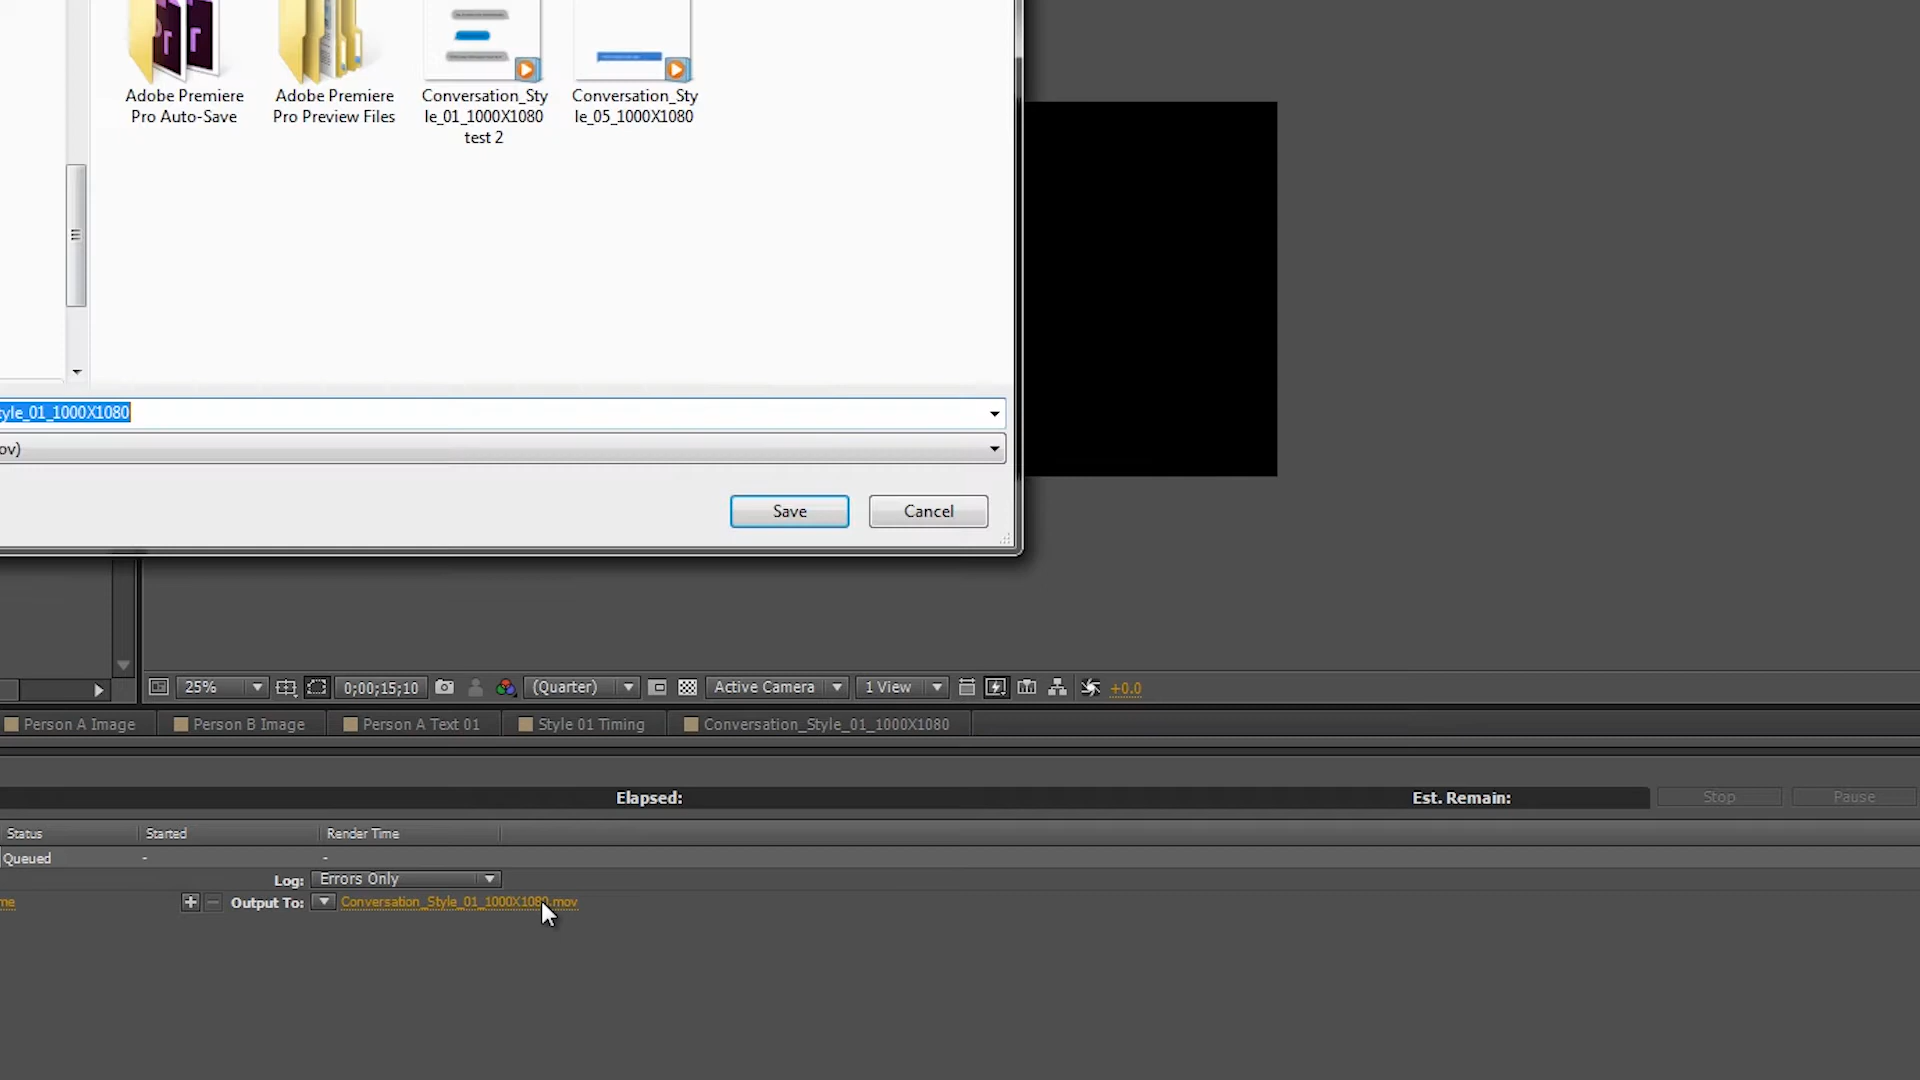 Adobe Premiere
Pro Auto-Save
Adobe Premiere
Pro Preview Files
Conversation_Sty
le_01_1000X1080
test 2
Conversation_Sty
le_05_1000X1080
tyle_01_1000X1080
ov)
Save
Cancel
25%
0;00;15;10
(Quarter)
Active Camera
1 View
+0.0
Person A Image
Person B Image
Person A Text 01
Style 01 Timing
Conversation_Style_01_1000X1080
Elapsed:
Est. Remain:
Stop
Pause
Status
Started
Render Time
Queued
-
-
Log:
Errors Only
me
Output To:
Conversation_Style_01_1000X1080.mov